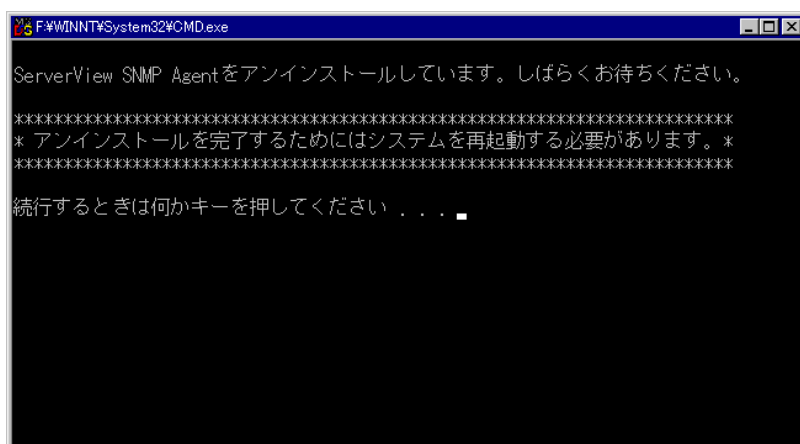 F:¥WINNT¥System32¥CMD.exe
ServerView SNMP Agentをアンインストールしています。しばらくお待ちください。
************************************************************************
* アンインストールを完了するためにはシステムを再起動する必要があります。*
************************************************************************
続行するときは何かキーを押してください . . .